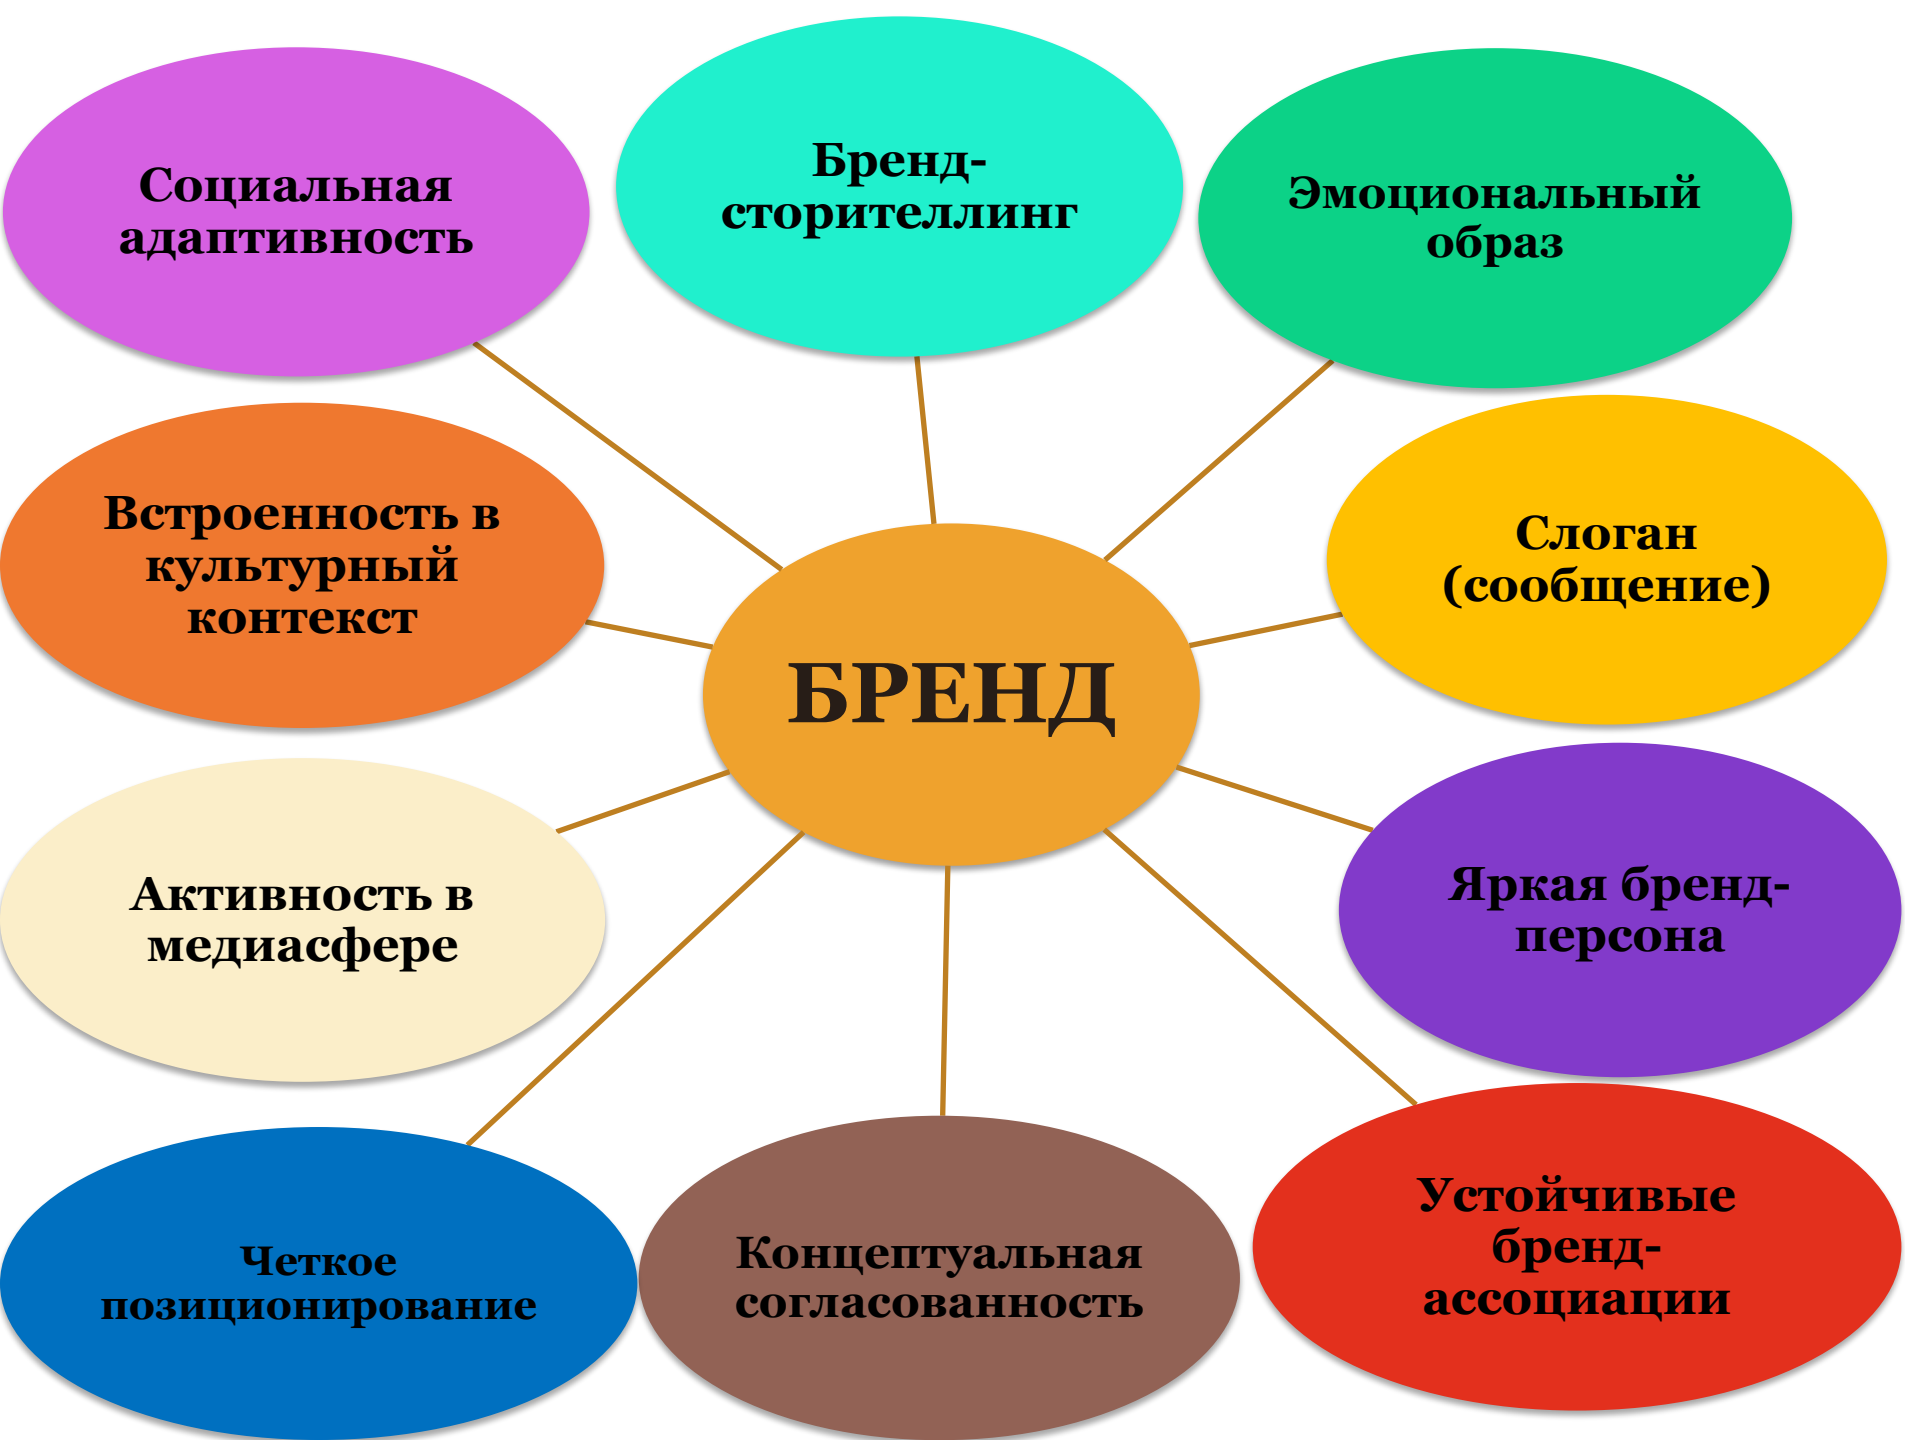 Социальная
адаптивность
Бренд-
сторителлинг
Эмоциональный
образ
Встроенность в
культурный
контекст
Слоган
(сообщение)
БРЕНД
Активность в
медиасфере
Яркая бренд-
персона
Четкое
позиционирование
Концептуальная
согласованность
Устойчивые
бренд-
ассоциации